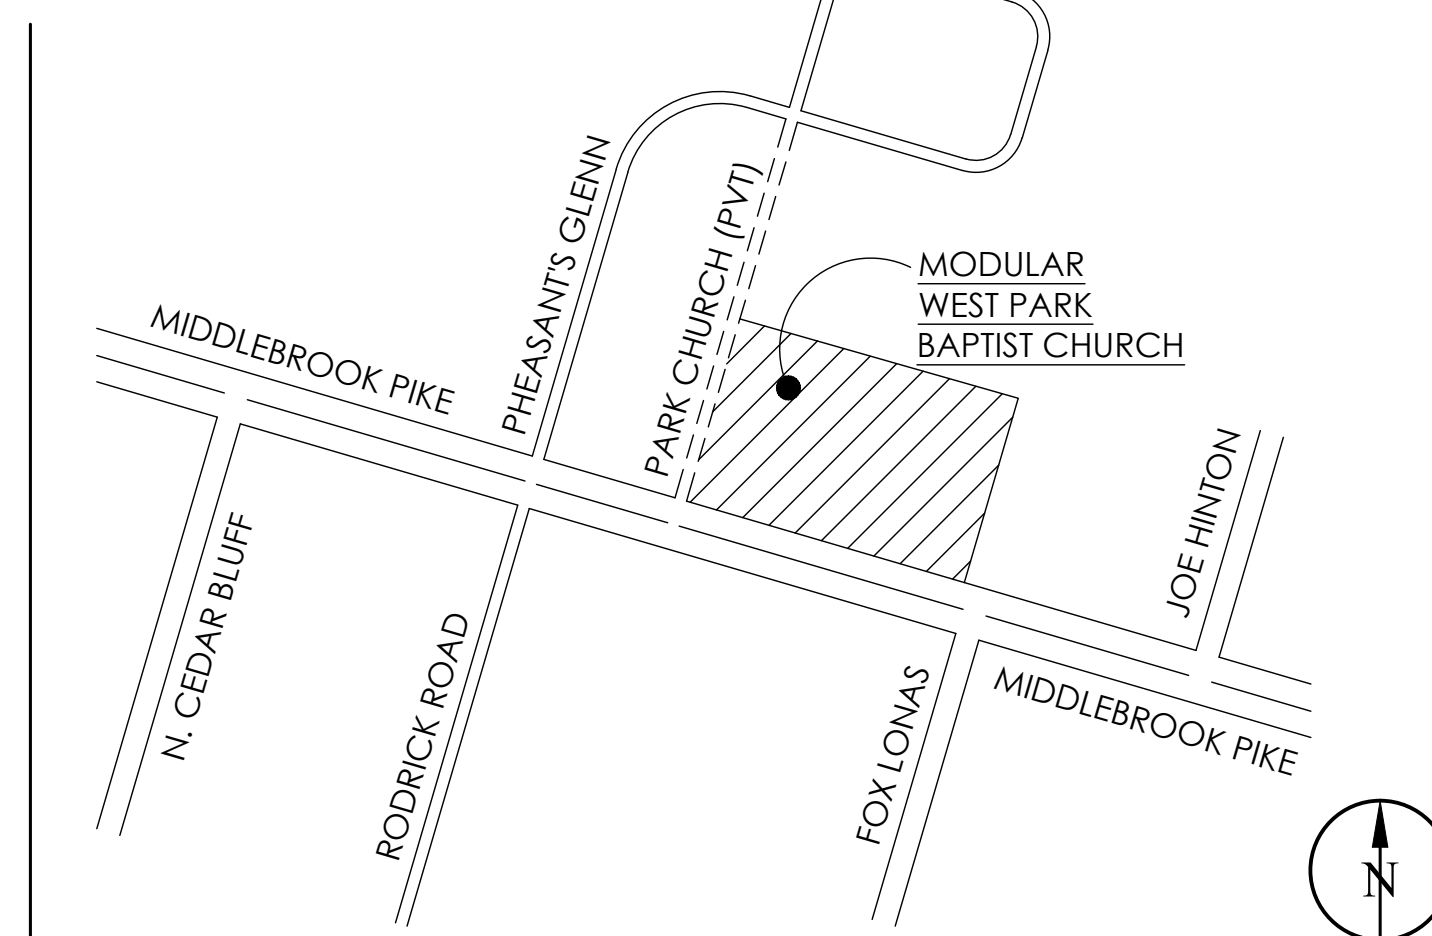 MIDDLEBROOK PIKE
PHEASANT'S GLENN
PARK CHURCH (PVT)
MODULAR
WEST PARK
BAPTIST CHURCH
JOE HINTON
N. CEDAR BLUFF
RODRICK ROAD
FOX LONAS
MIDDLEBROOK PIKE
N